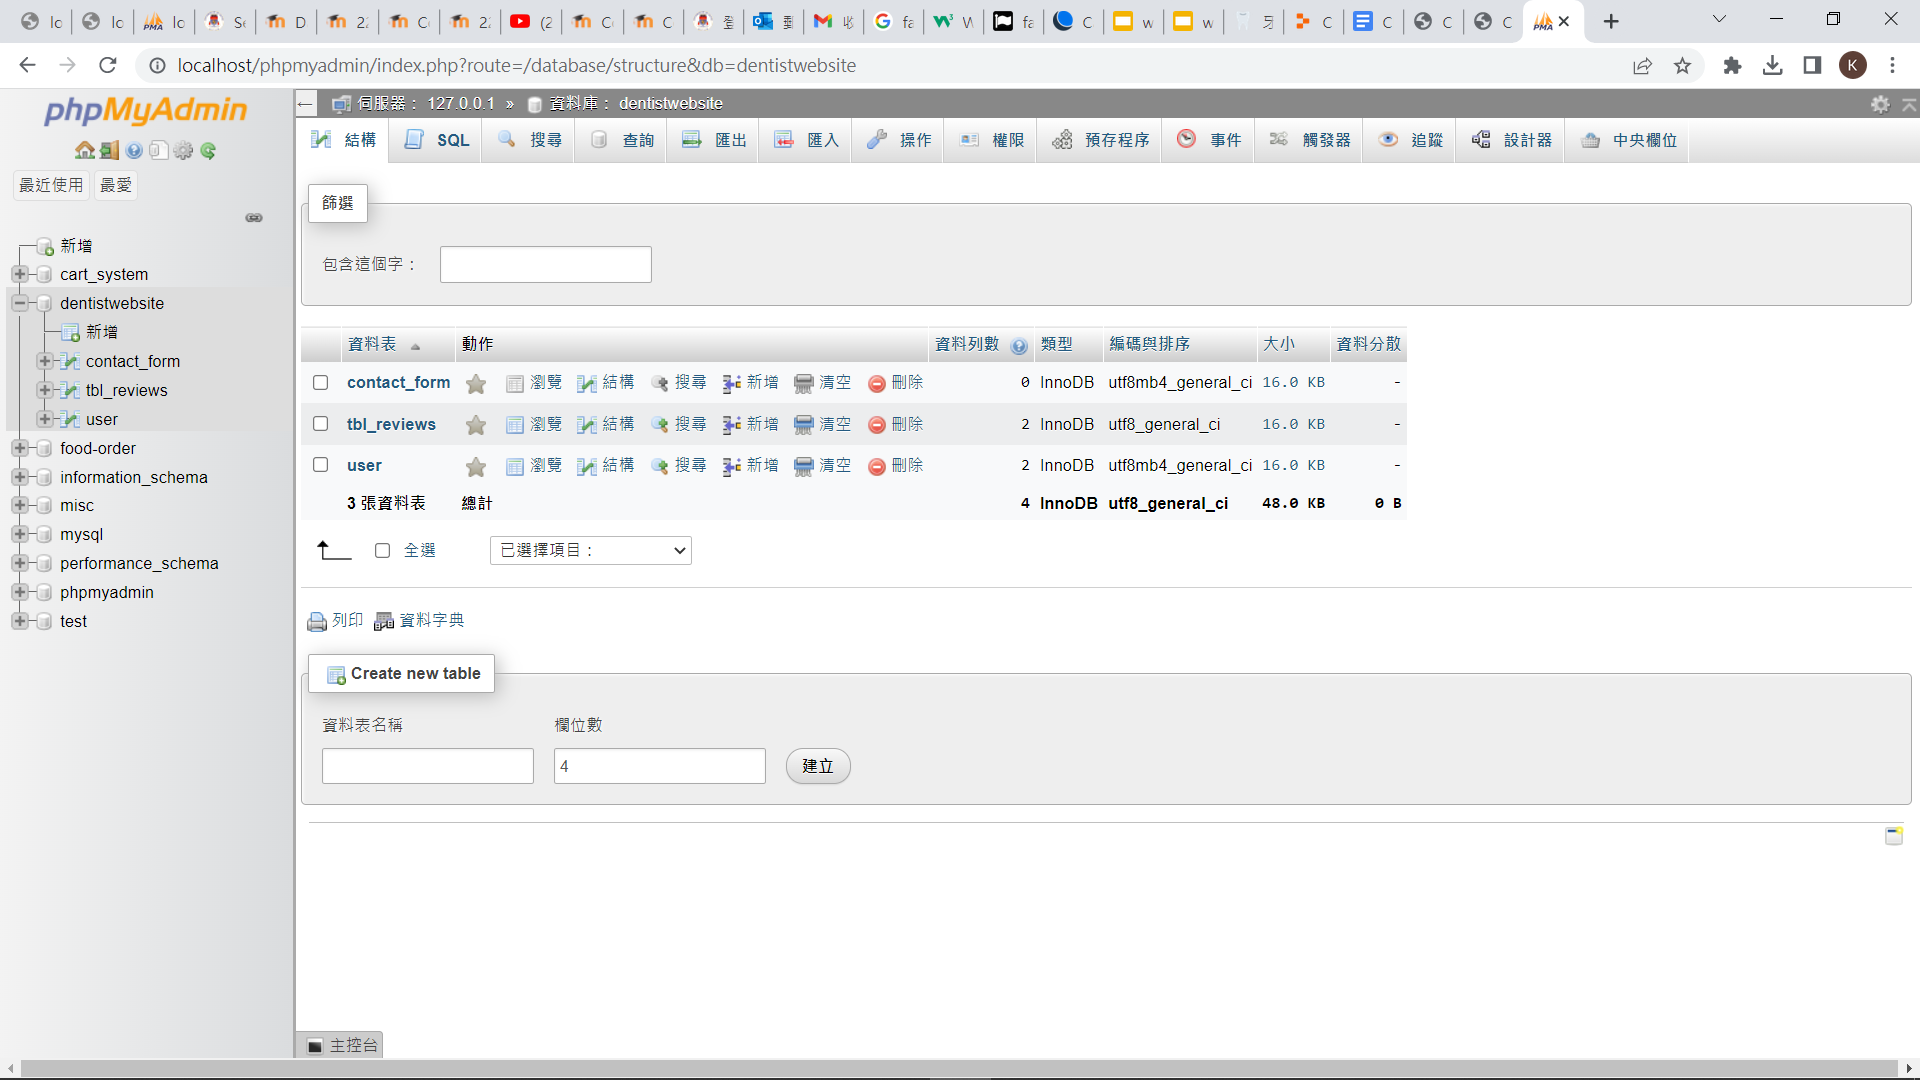 lo lo lo Se D 22 C 22 (2 C C 登 郵 收 fa W fa C w w 牙 C C C C
localhost/phpmyadmin/index.php?route=/database/structure&db=dentistwebsite K
phpMyAdmin
最近使用 最愛
新增
cart_system
dentistwebsite
新增
contact_form
tbl_reviews
user
food-order
information_schema
misc
mysql
performance_schema
phpmyadmin
test
伺服器： 127.0.0.1 » 資料庫： dentistwebsite
結構 SQL 搜尋 查詢 匯出 匯入 操作 權限 預存程序 事件 觸發器 追蹤 設計器 中央欄位
篩選
包含這個字：
資料表 動作 資料列數 類型 編碼與排序 大小 資料分散
contact_form 瀏覽 結構 搜尋 新增 清空 刪除 0 InnoDB utf8mb4_general_ci 16.0 KB -
tbl_reviews 瀏覽 結構 搜尋 新增 清空 刪除 2 InnoDB utf8_general_ci 16.0 KB -
user 瀏覽 結構 搜尋 新增 清空 刪除 2 InnoDB utf8mb4_general_ci 16.0 KB -
3 張資料表 總計 4 InnoDB utf8_general_ci 48.0 KB 0 B
全選 已選擇項目：
列印 資料字典
Create new table
資料表名稱 欄位數
4 建立
主控台